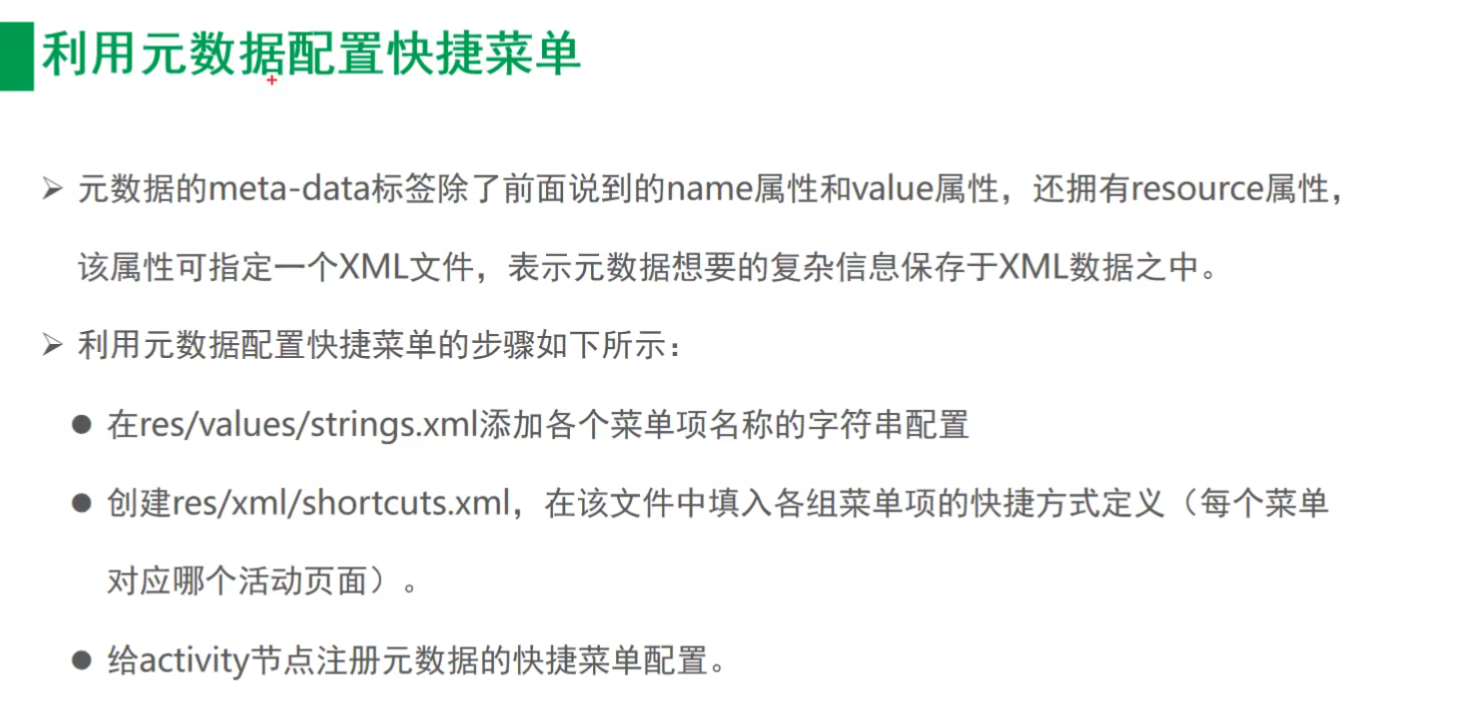 利用元数据配置快捷菜单
➢ 元数据的meta-data标签除了前面说到的name属性和value属性，还拥有resource属性，
该属性可指定一个XML文件，表示元数据想要的复杂信息保存于XML数据之中。
➢ 利用元数据配置快捷菜单的步骤如下所示：
● 在res/values/strings.xml添加各个菜单项名称的字符串配置
● 创建res/xml/shortcuts.xml，在该文件中填入各组菜单项的快捷方式定义（每个菜单
对应哪个活动页面）。
● 给activity节点注册元数据的快捷菜单配置。